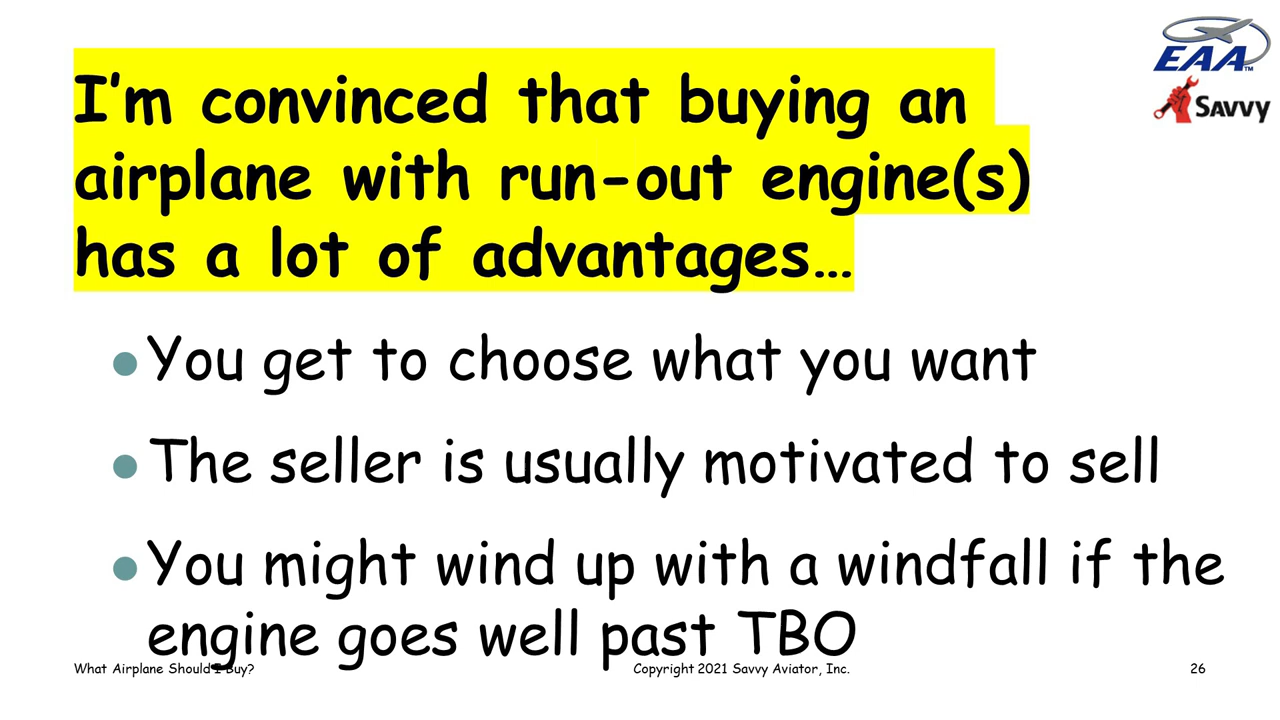 EAA™
Savvy
I’m convinced that buying an
airplane with run-out engine(s)
has a lot of advantages…
You get to choose what you want
The seller is usually motivated to sell
You might wind up with a windfall if the
engine goes well past TBO
What Airplane Should I Buy?
Copyright 2021 Savvy Aviator, Inc.
26